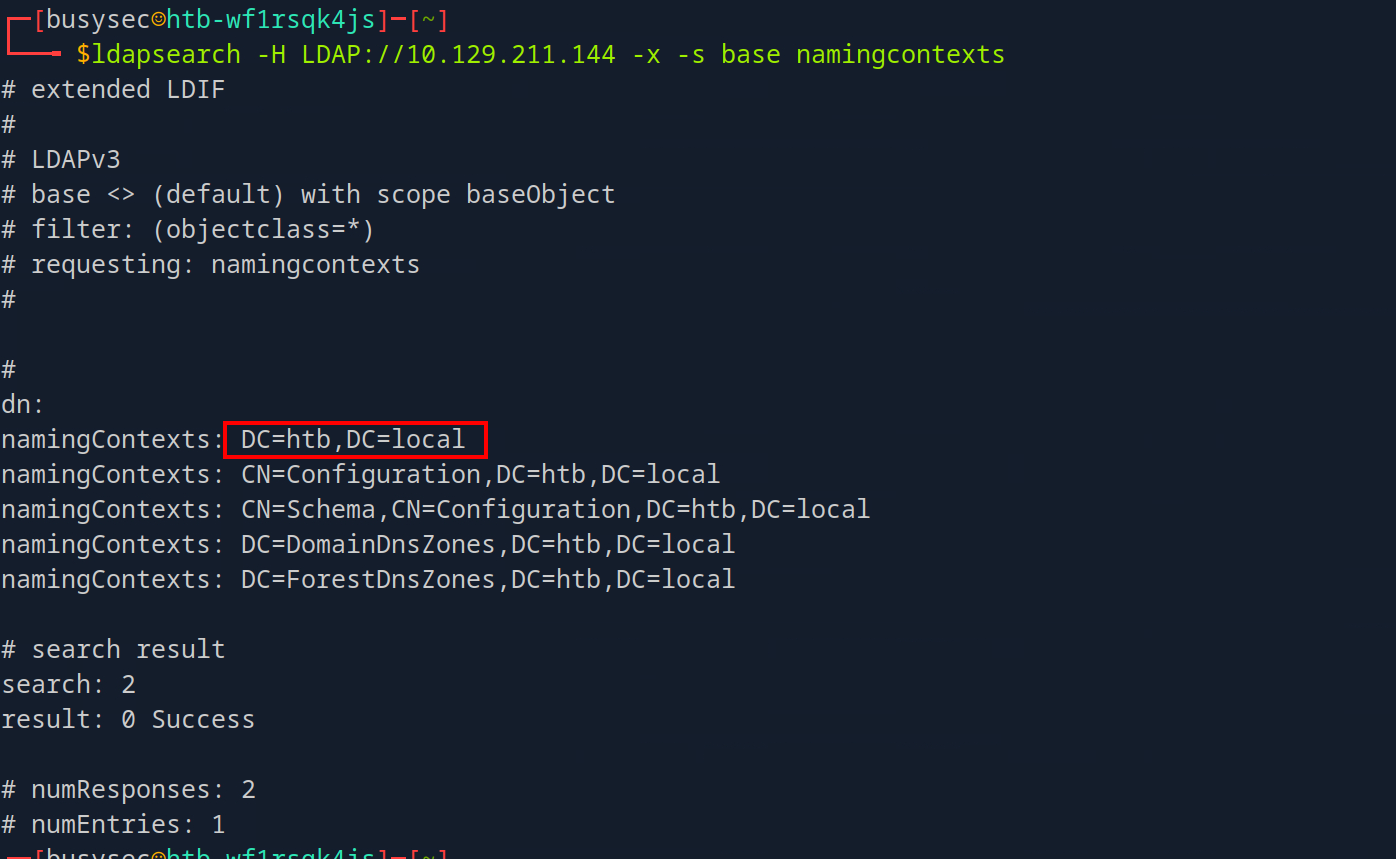 ┌─[busysec☺htb-wf1rsqk4js]─[~]
└──╼ $ldapsearch -H LDAP://10.129.211.144 -x -s base namingcontexts
# extended LDIF
#
# LDAPv3
# base <> (default) with scope baseObject
# filter: (objectclass=*)
# requesting: namingcontexts
#
#
dn:
namingContexts: DC=htb,DC=local
namingContexts: CN=Configuration,DC=htb,DC=local
namingContexts: CN=Schema,CN=Configuration,DC=htb,DC=local
namingContexts: DC=DomainDnsZones,DC=htb,DC=local
namingContexts: DC=ForestDnsZones,DC=htb,DC=local
# search result
search: 2
result: 0 Success
# numResponses: 2
# numEntries: 1
┌─[busysec☺htb-wf1rsqk4js]─[~]